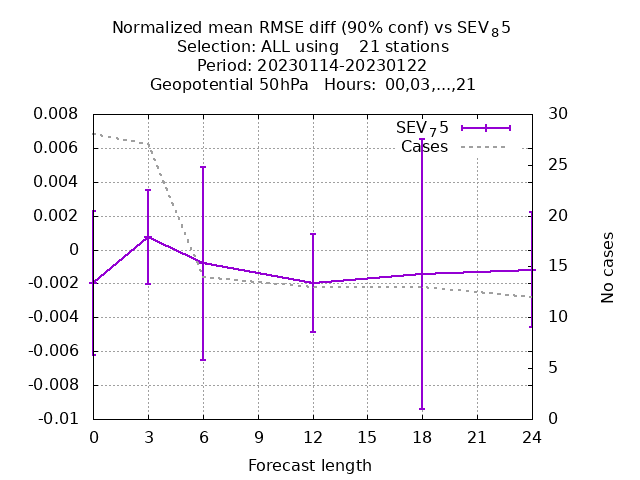 Normalized mean RMSE diff (90% conf) vs SEV₈5
Selection: ALL using    21 stations
Period: 20230114-20230122
Geopotential 50hPa   Hours: 00,03,...,21
SEV₇5
Cases
0.008
0.006
0.004
0.002
0
-0.002
-0.004
-0.006
-0.008
-0.01
30
25
20
15
10
5
0
No cases
0 3 6 9 12 15 18 21 24
Forecast length